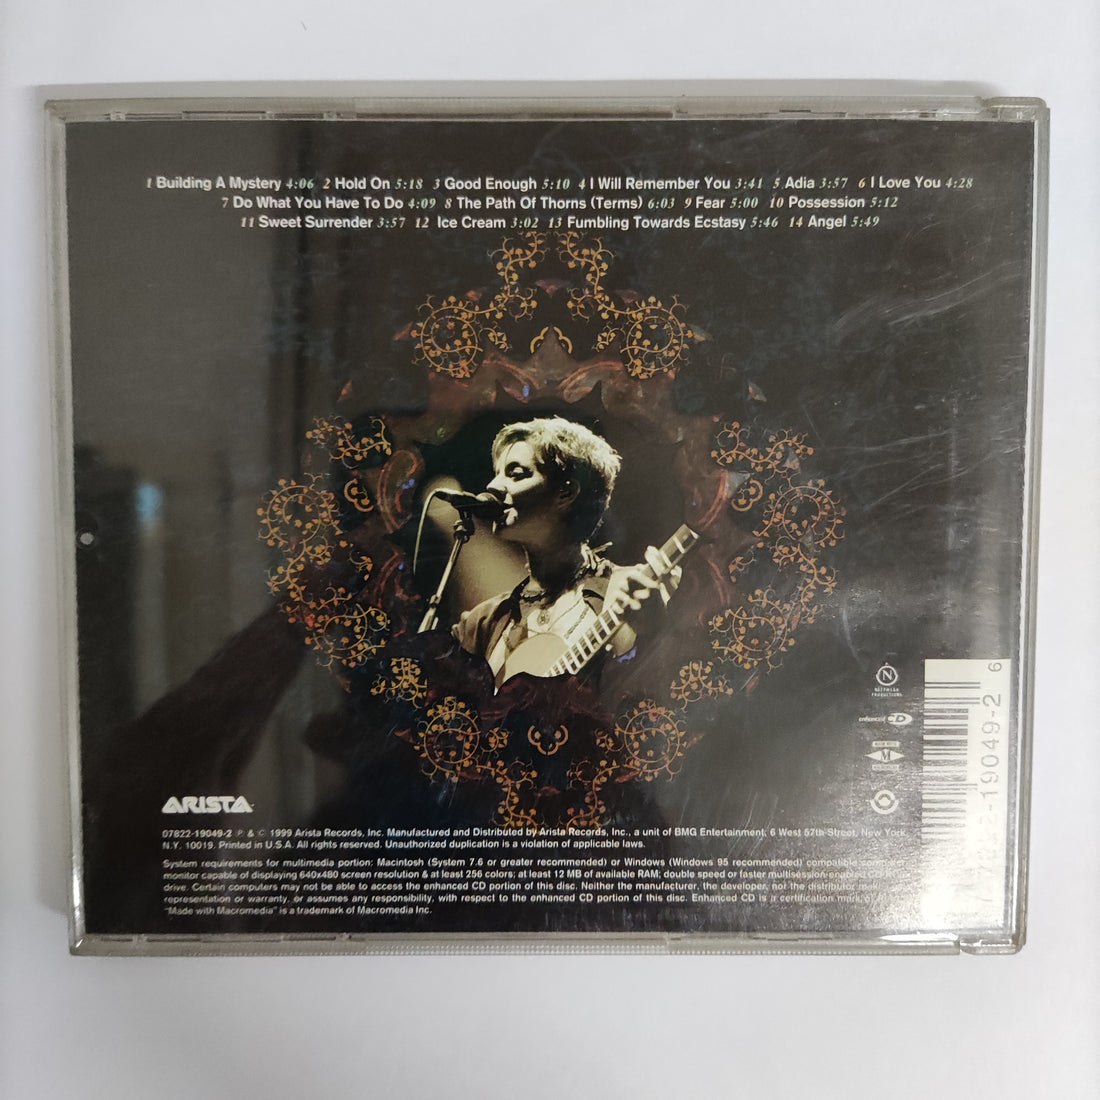 1 Building A Mystery 4:06 2 Hold On 5:18 3 Good Enough 5:10 4 I Will Remember You 3:41 5 Adia 3:57 6 I Love You 4:28
7 Do What You Have To Do 4:09 8 The Path Of Thorns (Terms) 6:03 9 Fear 5:00 10 Possession 5:12
11 Sweet Surrender 3:57 12 Ice Cream 3:02 13 Fumbling Towards Ecstasy 5:46 14 Angel 5:49
N
NETTWERK
PRODUCTIONS
enhanced CD
M
6
19049-2
ARISTA
07822-19049-2 ℗ & © 1999 Arista Records, Inc. Manufactured and Distributed by Arista Records, Inc., a unit of BMG Entertainment, 6 West 57th Street, New York,
N.Y. 10019. Printed in U.S.A. All rights reserved. Unauthorized duplication is a violation of applicable laws.
System requirements for multimedia portion: Macintosh (System 7.6 or greater recommended) or Windows (Windows 95 recommended) compatible computer
monitor capable of displaying 640x480 screen resolution & at least 256 colors; at least 12 MB of available RAM; double speed or faster multisession enabled CD
drive. Certain computers may not be able to access the enhanced CD portion of this disc. Neither the manufacturer, the developer, nor the distributor
representation or warranty, or assumes any responsibility, with respect to the enhanced CD portion of this disc. Enhanced CD is a certification mark
"Made with Macromedia" is a trademark of Macromedia Inc.